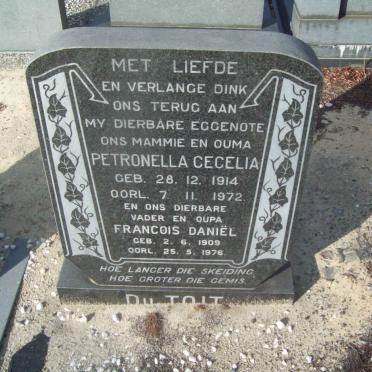 MET LIEFDE
EN VERLANGE DINK
ONS TERUG AAN
MY DIERBARE EGGENOTE
ONS MAMMIE EN OUMA
PETRONELLA CECELIA
GEB. 28. 12. 1914
OORL. 7. 11. 1972
EN ONS DIERBARE
VADER EN OUPA
FRANCOIS DANIËL
GEB. 2. 6. 1909
OORL. 25. 5. 1976
HOE LANGER DIE SKEIDING,
HOE GROTER DIE GEMIS.
DU TOIT